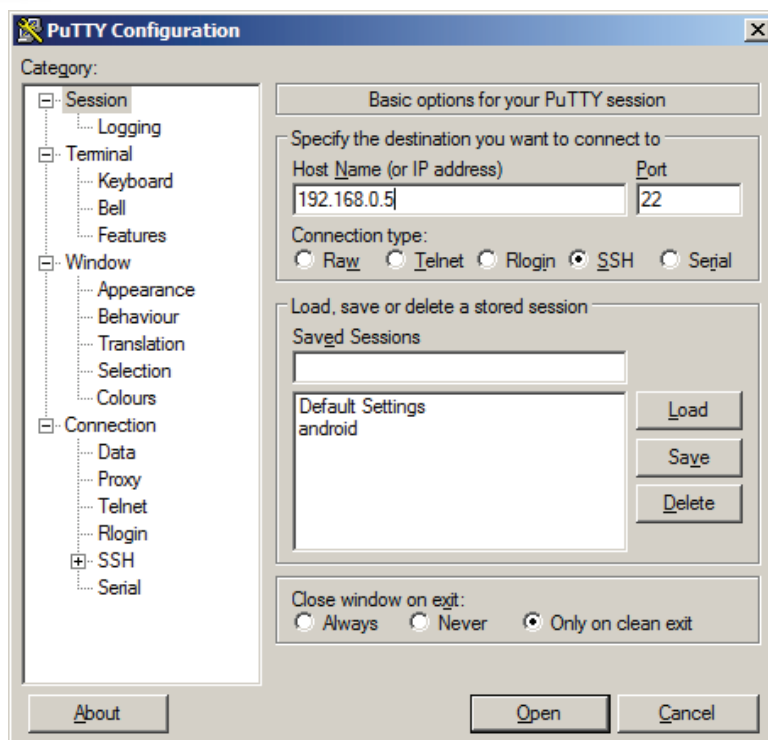 PuTTY Configuration
Category:
Session
Logging
Terminal
Keyboard
Bell
Features
Window
Appearance
Behaviour
Translation
Selection
Colours
Connection
Data
Proxy
Telnet
Rlogin
SSH
Serial
Basic options for your PuTTY session
Specify the destination you want to connect to
Host Name (or IP address) Port
192.168.0.5 22
Connection type:
Raw Telnet Rlogin SSH Serial
Load, save or delete a stored session
Saved Sessions
Default Settings
android
Load
Save
Delete
Close window on exit:
Always Never Only on clean exit
About Open Cancel